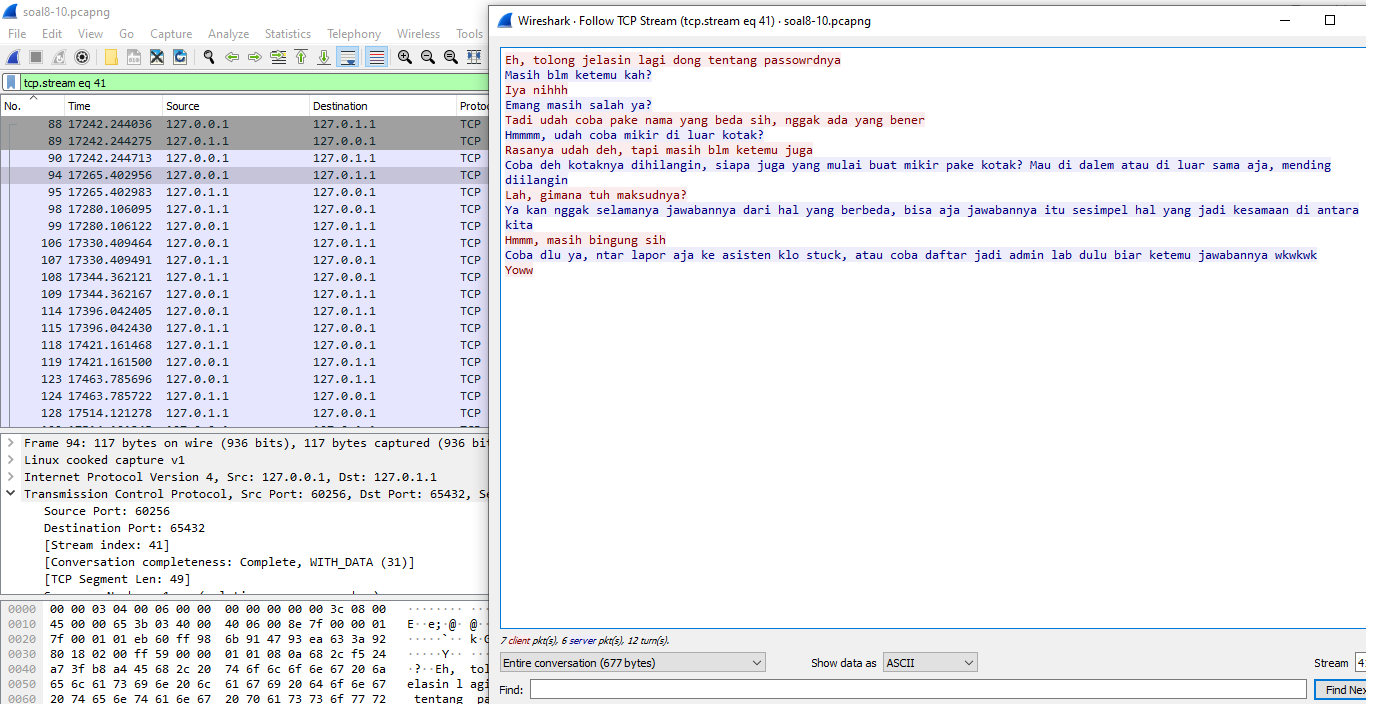 soal8-10.pcapng
File Edit View Go Capture Analyze Statistics Telephony Wireless Tools
tcp.stream eq 41
No. Time Source Destination Protoc
88 17242.244036 127.0.0.1 127.0.1.1 TCP
89 17242.244275 127.0.1.1 127.0.0.1 TCP
90 17242.244713 127.0.0.1 127.0.1.1 TCP
94 17265.402956 127.0.0.1 127.0.1.1 TCP
95 17265.402983 127.0.1.1 127.0.0.1 TCP
98 17280.106095 127.0.1.1 127.0.0.1 TCP
99 17280.106122 127.0.0.1 127.0.1.1 TCP
106 17330.409464 127.0.0.1 127.0.1.1 TCP
107 17330.409491 127.0.1.1 127.0.0.1 TCP
108 17344.362121 127.0.1.1 127.0.0.1 TCP
109 17344.362167 127.0.0.1 127.0.1.1 TCP
114 17396.042405 127.0.0.1 127.0.1.1 TCP
115 17396.042430 127.0.1.1 127.0.0.1 TCP
118 17421.161468 127.0.1.1 127.0.0.1 TCP
119 17421.161500 127.0.0.1 127.0.1.1 TCP
123 17463.785696 127.0.0.1 127.0.1.1 TCP
124 17463.785722 127.0.1.1 127.0.0.1 TCP
128 17514.121278 127.0.1.1 127.0.0.1 TCP
Frame 94: 117 bytes on wire (936 bits), 117 bytes captured (936 bit
Linux cooked capture v1
Internet Protocol Version 4, Src: 127.0.0.1, Dst: 127.0.1.1
Transmission Control Protocol, Src Port: 60256, Dst Port: 65432, Se
Source Port: 60256
Destination Port: 65432
[Stream index: 41]
[Conversation completeness: Complete, WITH_DATA (31)]
[TCP Segment Len: 49]
0000 00 00 03 04 00 06 00 00 00 00 00 00 00 3c 08 00 ········ ···
0010 45 00 00 65 3b 03 40 00 40 06 00 8e 7f 00 00 01 E··e;·@· @···
0020 7f 00 01 01 eb 60 ff 98 6b 91 47 93 ea 63 3a 92 ·····`·· k·G
0030 80 18 02 00 ff 59 00 00 01 01 08 0a 68 2c f5 24 ·····Y·· ····
0040 a7 3f b8 a4 45 68 2c 20 74 6f 6c 6f 6e 67 20 6a ·?··Eh, tol
0050 65 6c 61 73 69 6e 20 6c 61 67 69 20 64 6f 6e 67 elasin l agi
0060 20 74 65 6e 74 61 6e 67 20 70 61 73 73 6f 77 72 tentang pa
Wireshark · Follow TCP Stream (tcp.stream eq 41) · soal8-10.pcapng
Eh, tolong jelasin lagi dong tentang passowrdnya
Masih blm ketemu kah?
Iya nihhh
Emang masih salah ya?
Tadi udah coba pake nama yang beda sih, nggak ada yang bener
Hmmmm, udah coba mikir di luar kotak?
Rasanya udah deh, tapi masih blm ketemu juga
Coba deh kotaknya dihilangin, siapa juga yang mulai buat mikir pake kotak? Mau di dalem atau di luar sama aja, mending
diilangin
Lah, gimana tuh maksudnya?
Ya kan nggak selamanya jawabannya dari hal yang berbeda, bisa aja jawabannya itu sesimpel hal yang jadi kesamaan di antara
kita
Hmmm, masih bingung sih
Coba dlu ya, ntar lapor aja ke asisten klo stuck, atau coba daftar jadi admin lab dulu biar ketemu jawabannya wkwkwk
Yoww
7 client pkt(s), 6 server pkt(s), 12 turn(s).
Entire conversation (677 bytes) Show data as ASCII Stream 41
Find: Find Nex